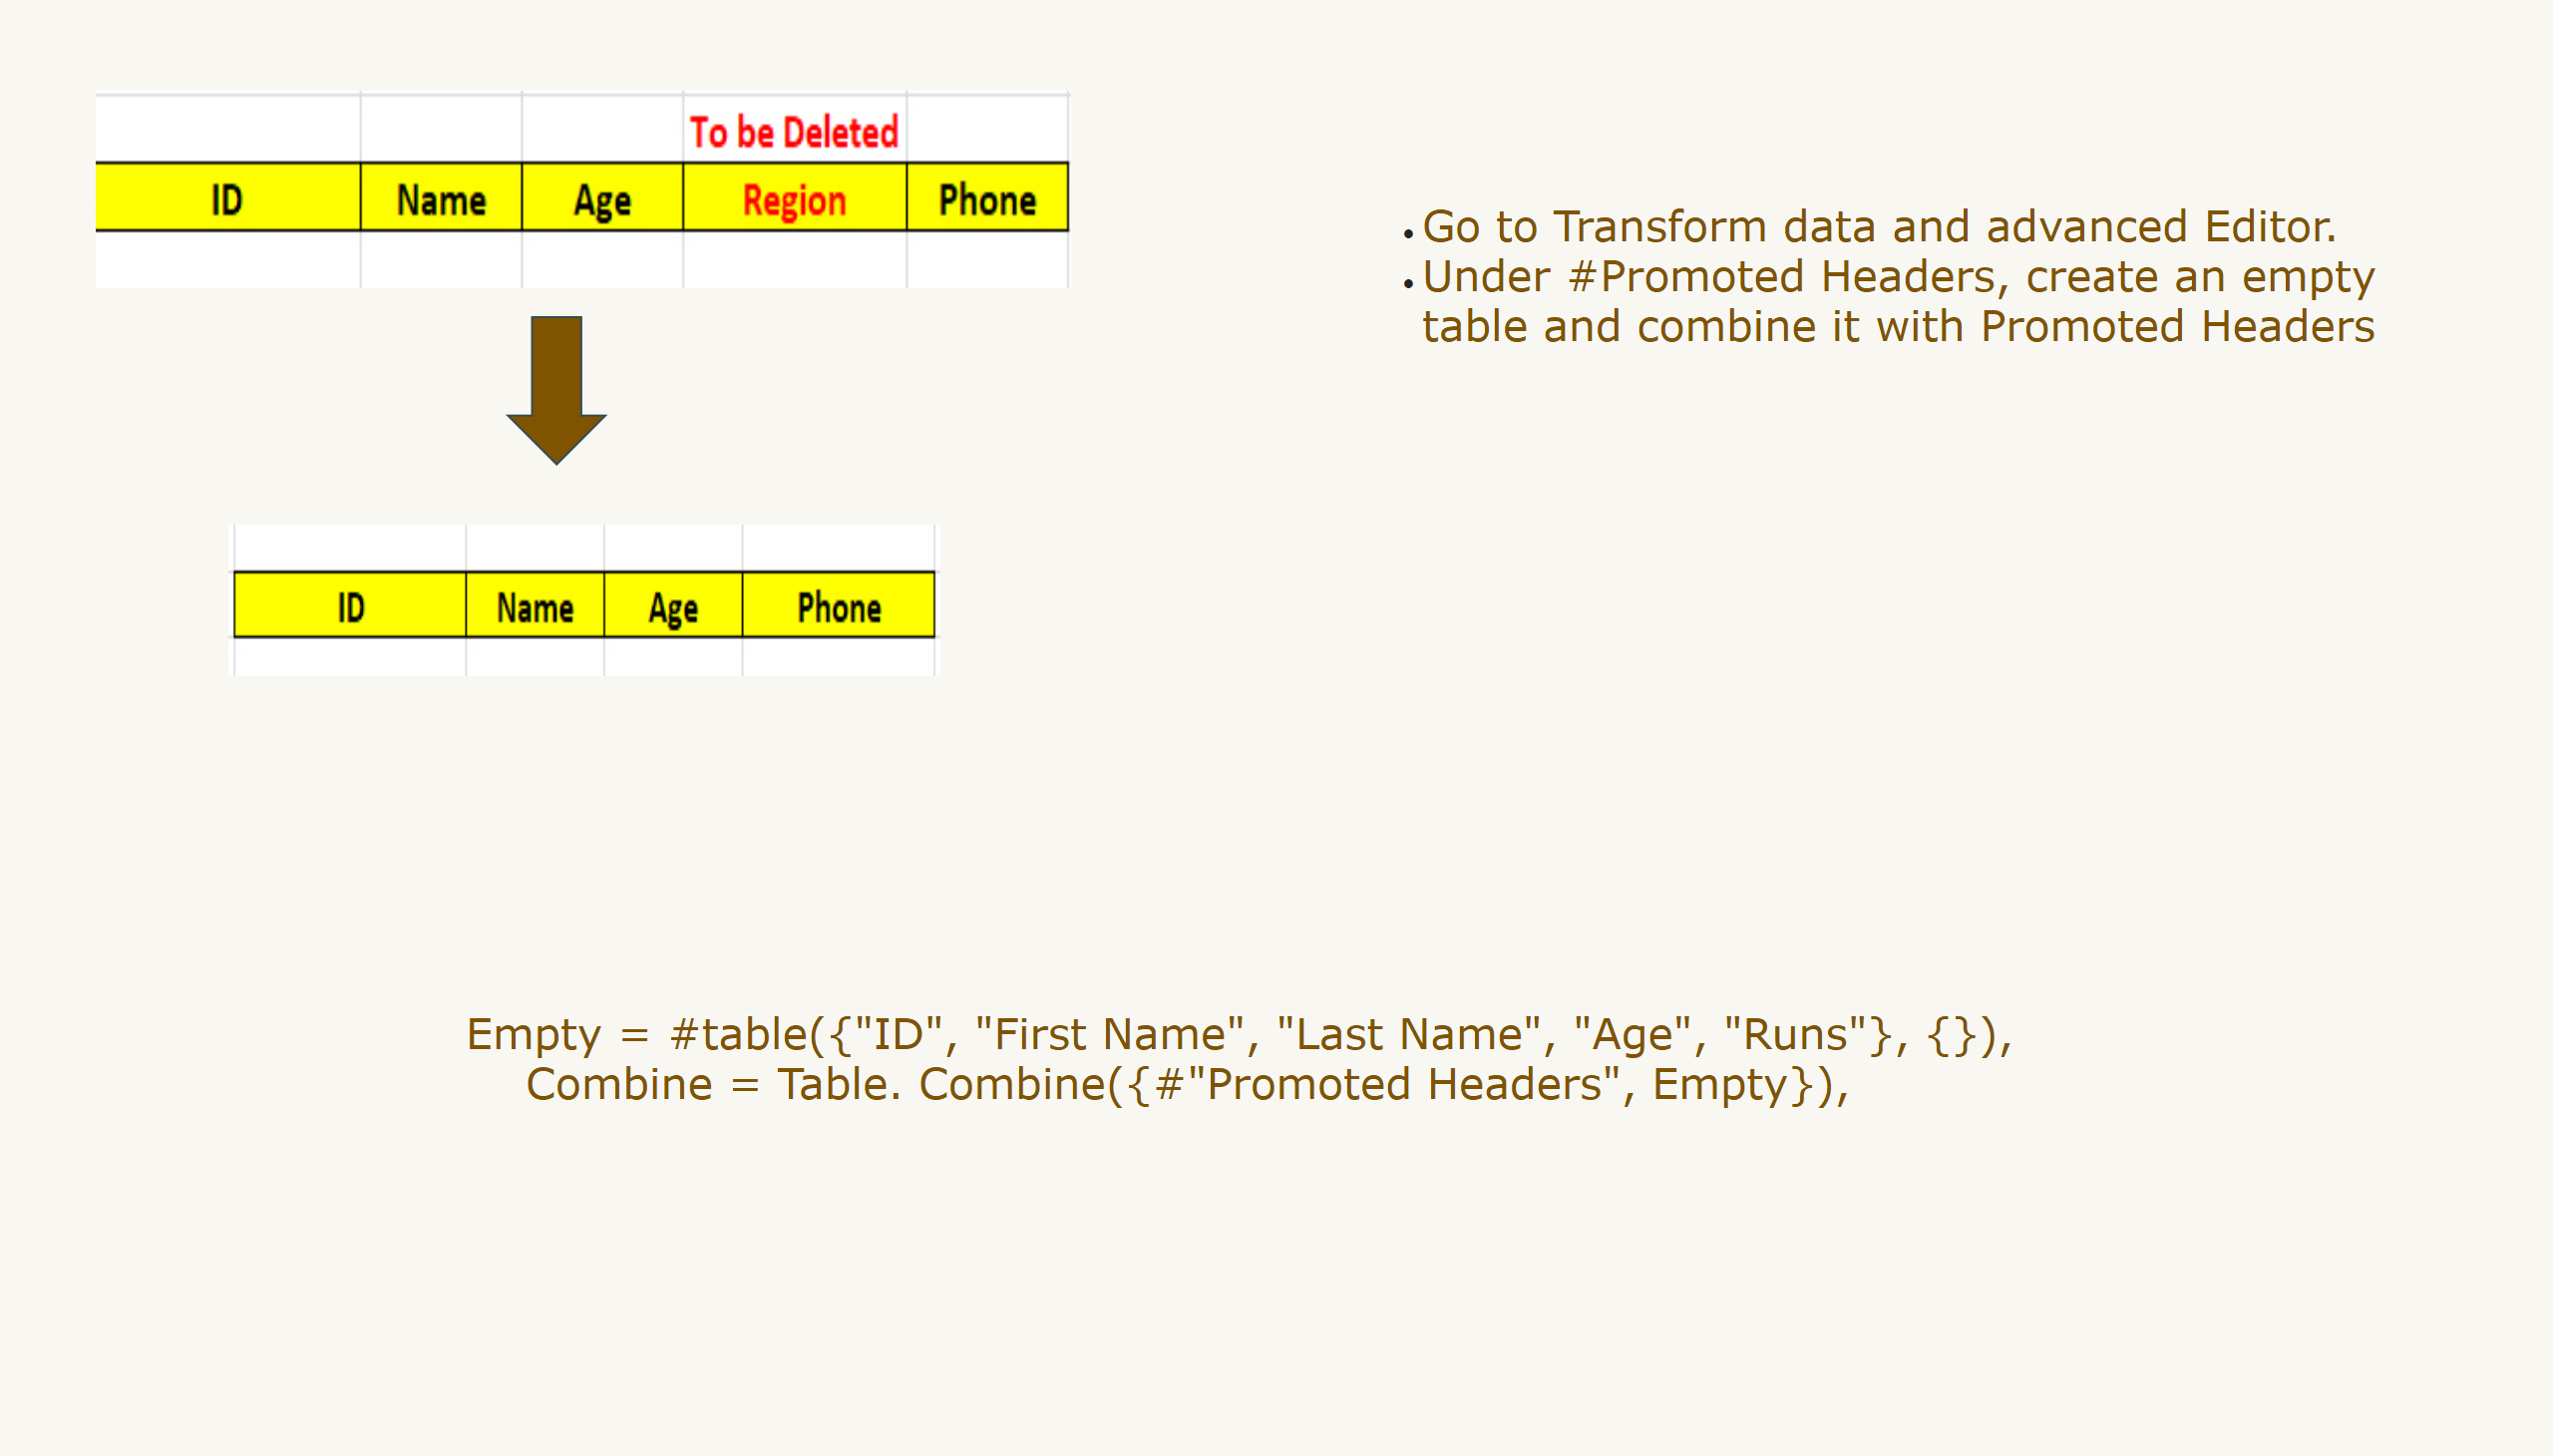 To be Deleted
ID Name Age Region Phone
ID Name Age Phone
• Go to Transform data and advanced Editor.
• Under #Promoted Headers, create an empty
table and combine it with Promoted Headers
Empty = #table({"ID", "First Name", "Last Name", "Age", "Runs"}, {}),
Combine = Table. Combine({#"Promoted Headers", Empty}),